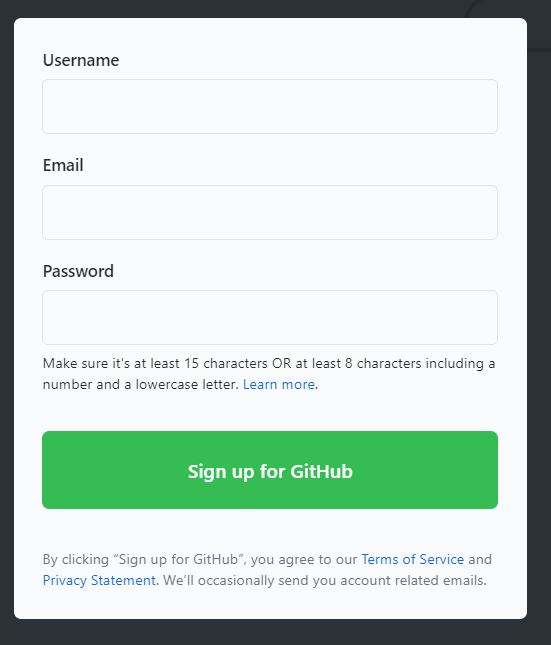 Username
Email
Password
Make sure it's at least 15 characters OR at least 8 characters including a
number and a lowercase letter. Learn more.
Sign up for GitHub
By clicking “Sign up for GitHub”, you agree to our Terms of Service and
Privacy Statement. We’ll occasionally send you account related emails.